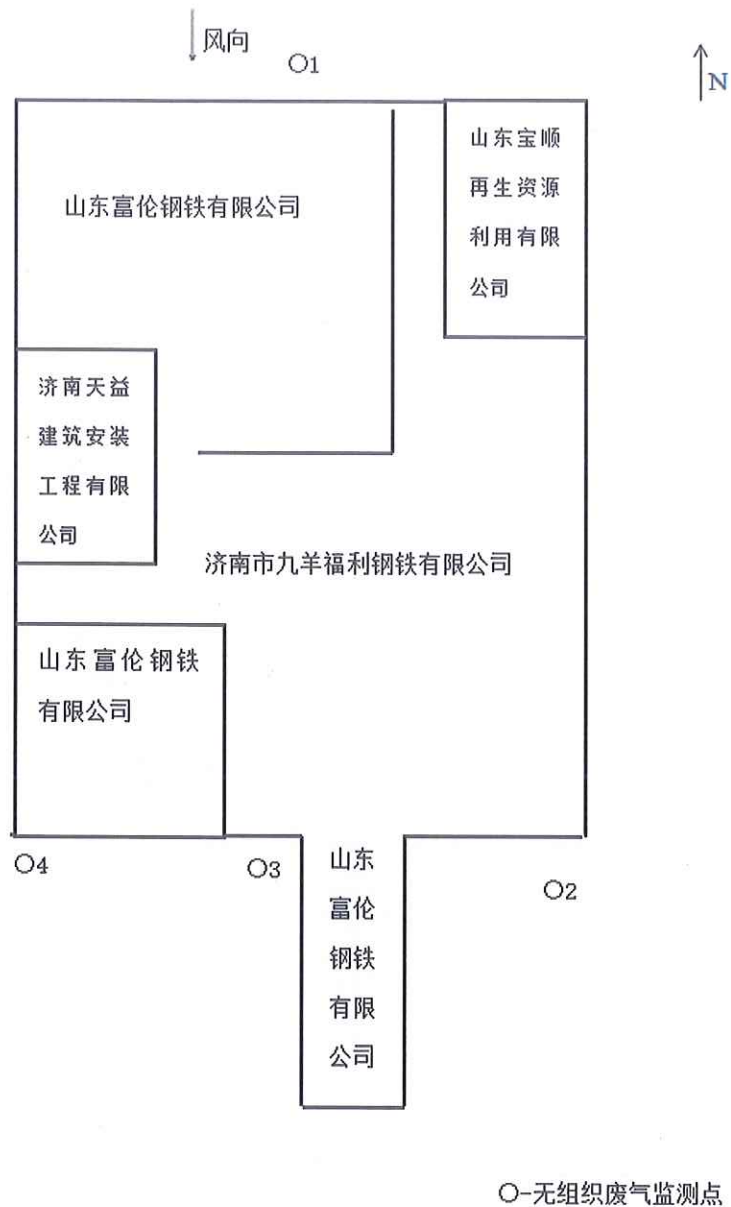 风向
○1
N
山东宝顺
再生资源
利用有限
公司
山东富伦钢铁有限公司
济南天益
建筑安装
工程有限
公司
济南市九羊福利钢铁有限公司
山东富伦钢铁
有限公司
○4
○3
○2
山东
富伦
钢铁
有限
公司
○-无组织废气监测点